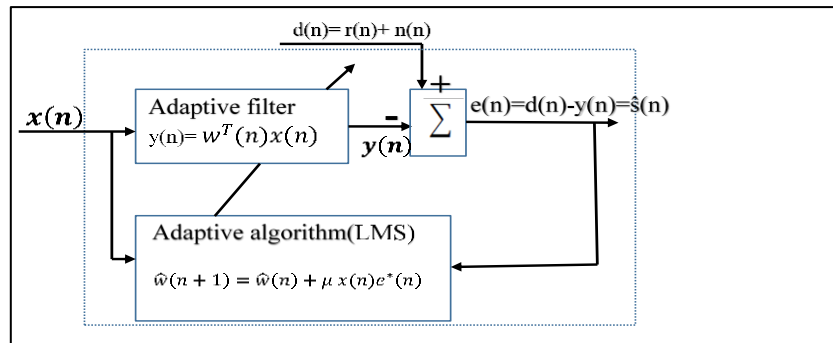 d(n)= r(n)+ n(n)
x(n)
Adaptive filter
y(n)= w^T(n)x(n)
-
y(n)
+
∑
e(n)=d(n)-y(n)=ŝ(n)
Adaptive algorithm(LMS)
ŵ(n + 1) = ŵ(n) + μ x(n)e*(n)